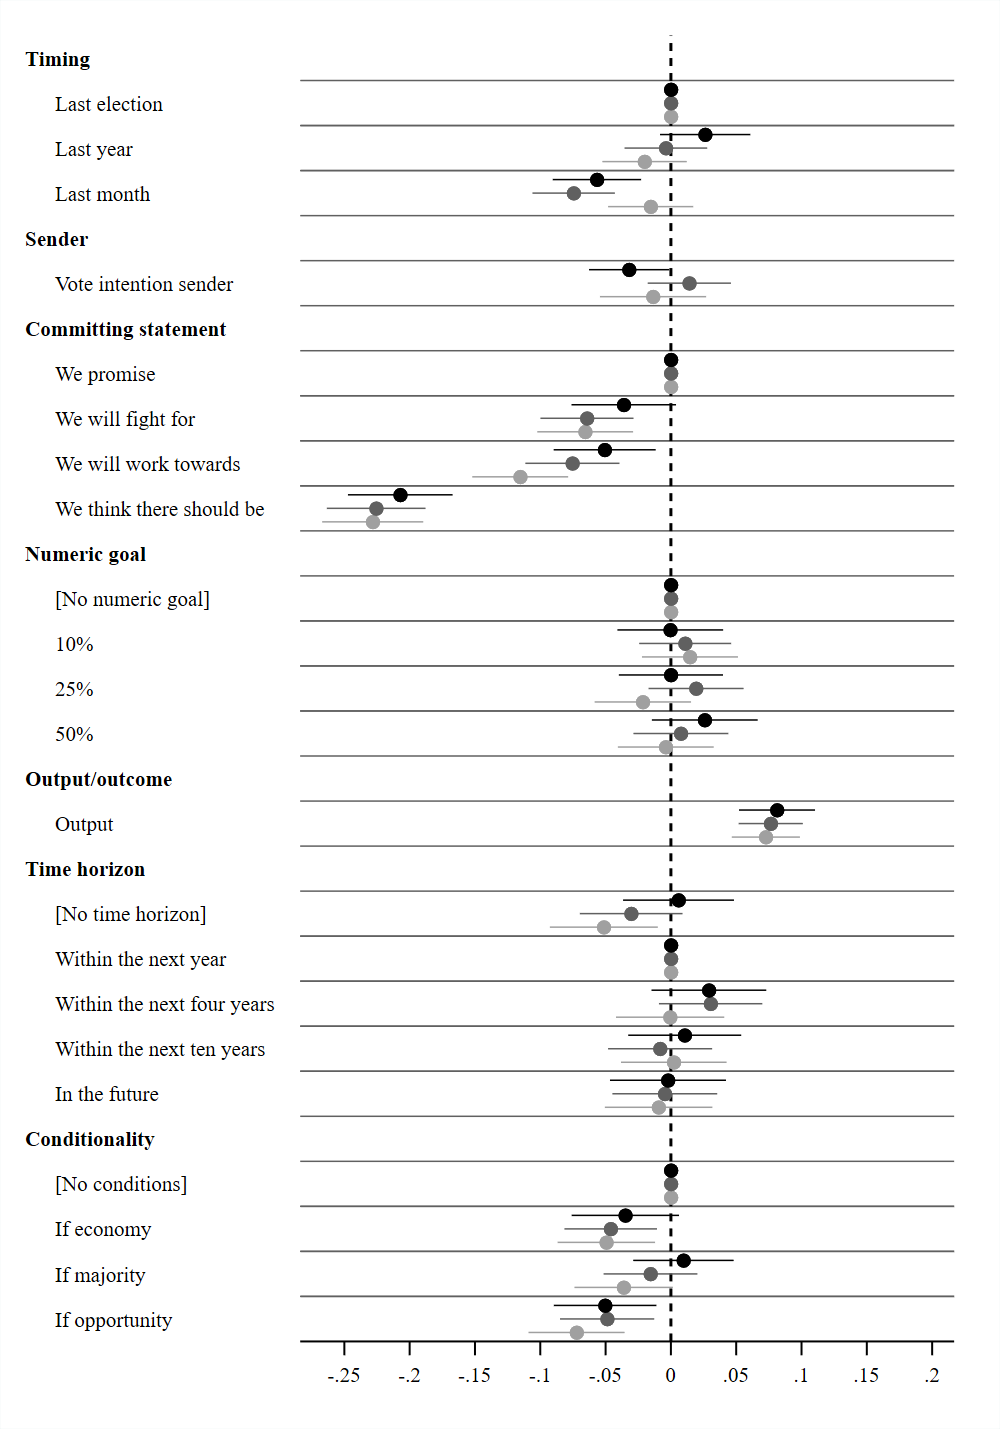 Timing
Last election
Last year
Last month
Sender
Vote intention sender
Committing statement
We promise
We will fight for
We will work towards
We think there should be
Numeric goal
[No numeric goal]
10%
25%
50%
Output/outcome
Output
Time horizon
[No time horizon]
Within the next year
Within the next four years
Within the next ten years
In the future
Conditionality
[No conditions]
If economy
If majority
If opportunity
-.25 -.2 -.15 -.1 -.05 0 .05 .1 .15 .2